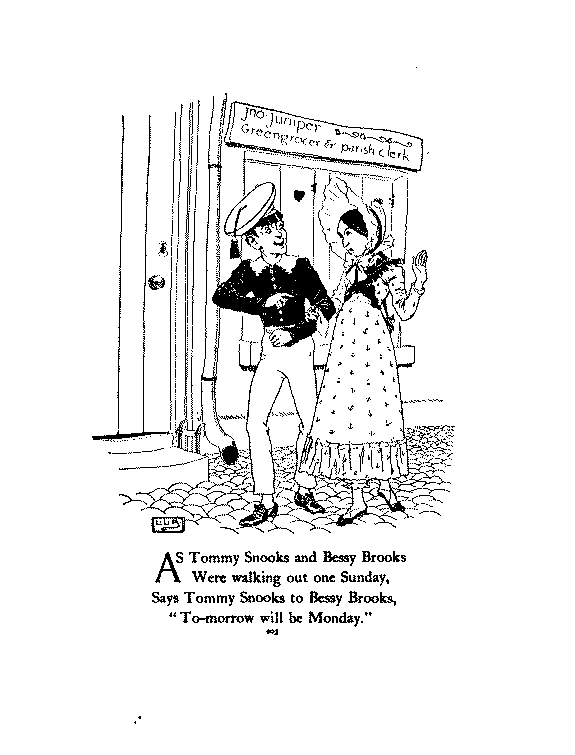 Jno. Juniper
Greengrocer & parish clerk
As Tommy Snooks and Bessy Brooks
Were walking out one Sunday,
Says Tommy Snooks to Bessy Brooks,
“To-morrow will be Monday.”